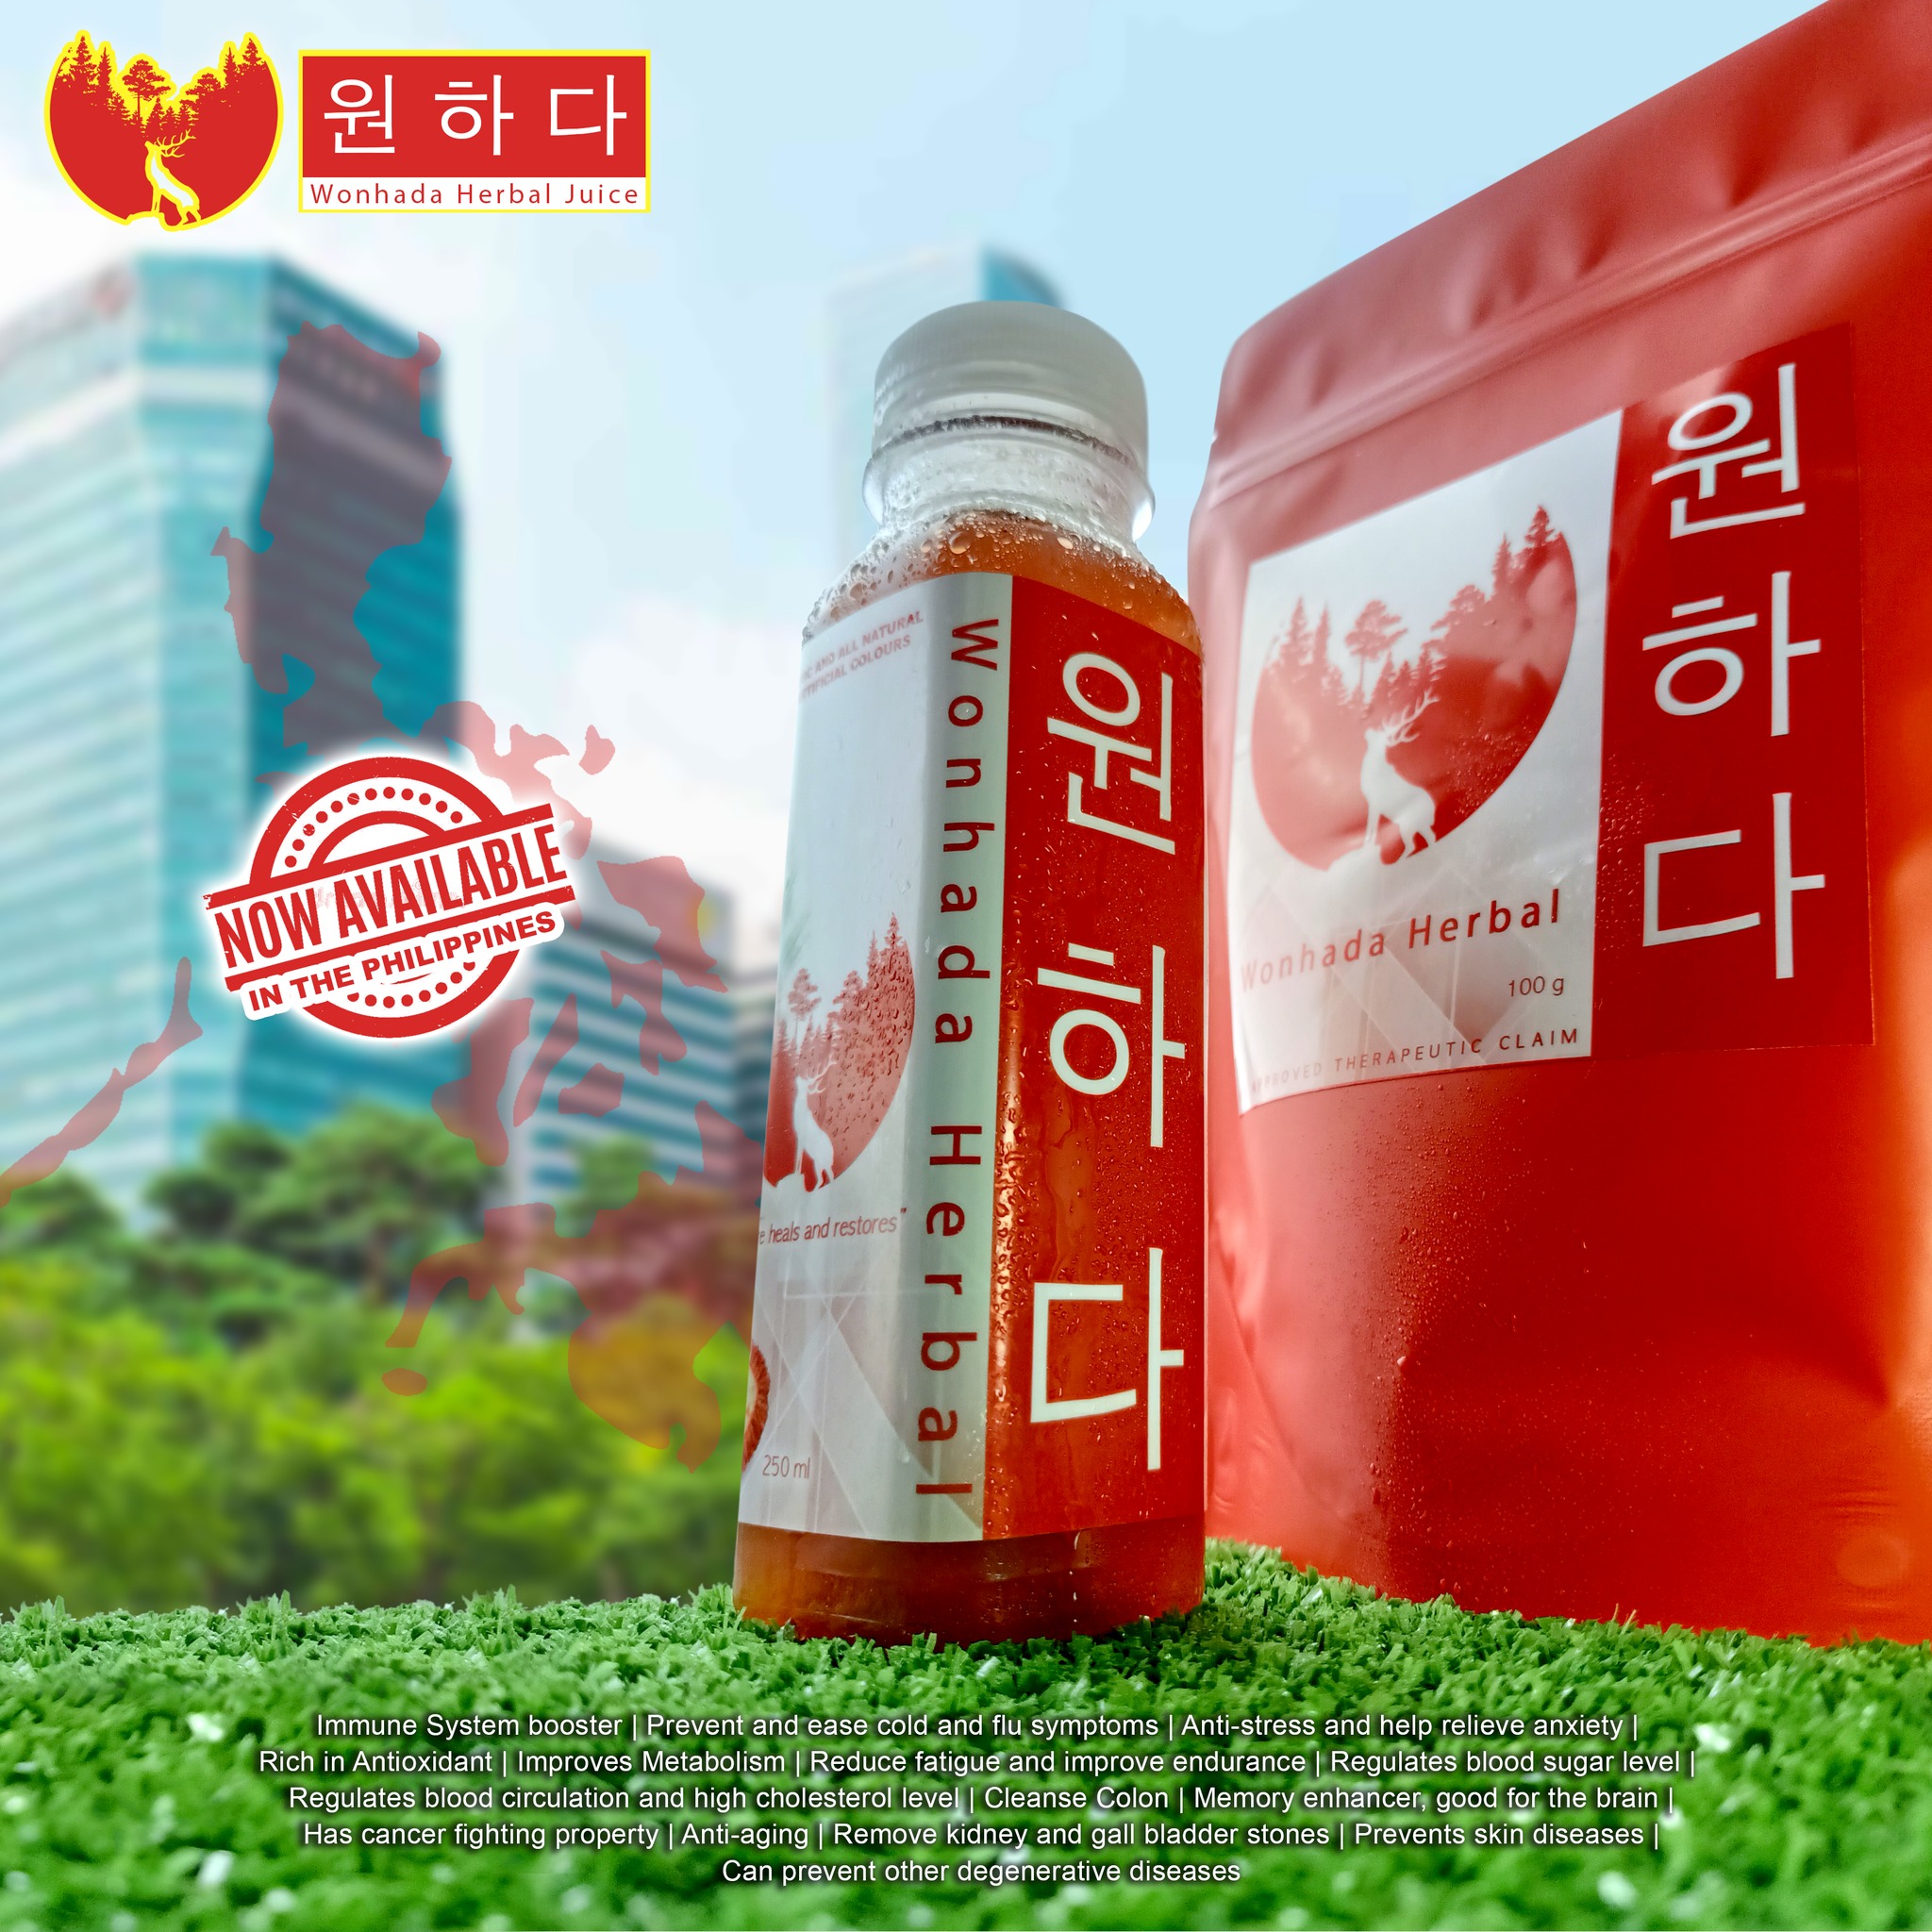 원하다
Wonhada Herbal Juice
NOW AVAILABLE
IN THE PHILIPPINES
AND ALL NATURAL
COLOURS
Wonhada Herbal
원하다
heals and restores"
250 ml
원하다
Wonhada Herbal
100 g
APPROVED THERAPEUTIC CLAIM
Immune System booster | Prevent and ease cold and flu symptoms | Anti-stress and help relieve anxiety |
Rich in Antioxidant | Improves Metabolism | Reduce fatigue and improve endurance | Regulates blood sugar level |
Regulates blood circulation and high cholesterol level | Cleanse Colon | Memory enhancer, good for the brain |
Has cancer fighting property | Anti-aging | Remove kidney and gall bladder stones | Prevents skin diseases |
Can prevent other degenerative diseases